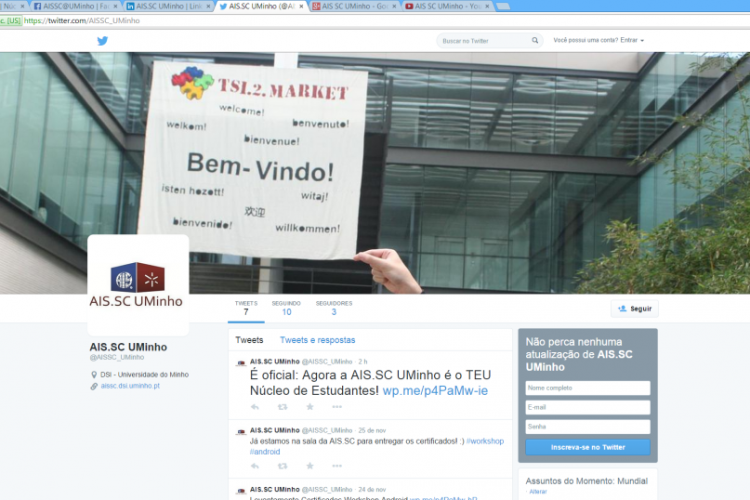 Nú
AISSC@UMinho | Fac
AIS SC UMinho | Linke
AIS.SC UMinho (@AIS
AIS SC UMinho - Goo
AIS SC UMinho - You
[US] https://twitter.com/AISSC_UMinho
Buscar no Twitter
Você possui uma conta? Entrar
TSI.2.MARKET
welcome!
welkom!
benvenuto!
bienvenue!
Bem-Vindo!
isten hozott!
witaj!
欢迎
bienvenido!
willkommen!
AIS
AIS.SC UMinho
TWEETS
7
SEGUINDO
10
SEGUIDORES
3
Seguir
AIS.SC UMinho
@AISSC_UMinho
DSI - Universidade do Minho
aissc.dsi.uminho.pt
Tweets
Tweets e respostas
AIS.SC UMinho @AISSC_UMinho · 2 h
É oficial: Agora a AIS.SC UMinho é o TEU
Núcleo de Estudantes! wp.me/p4PaMw-ie
AIS.SC UMinho @AISSC_UMinho · 25 de nov
Já estamos na sala da AIS.SC para entregar os certificados! :) #workshop
#android
AIS.SC UMinho @AISSC_UMinho · 24 de nov
Não perca nenhuma
atualização de AIS.SC
UMinho
Nome completo
E-mail
Senha
Inscreva-se no Twitter
Assuntos do Momento: Mundial
Alterar